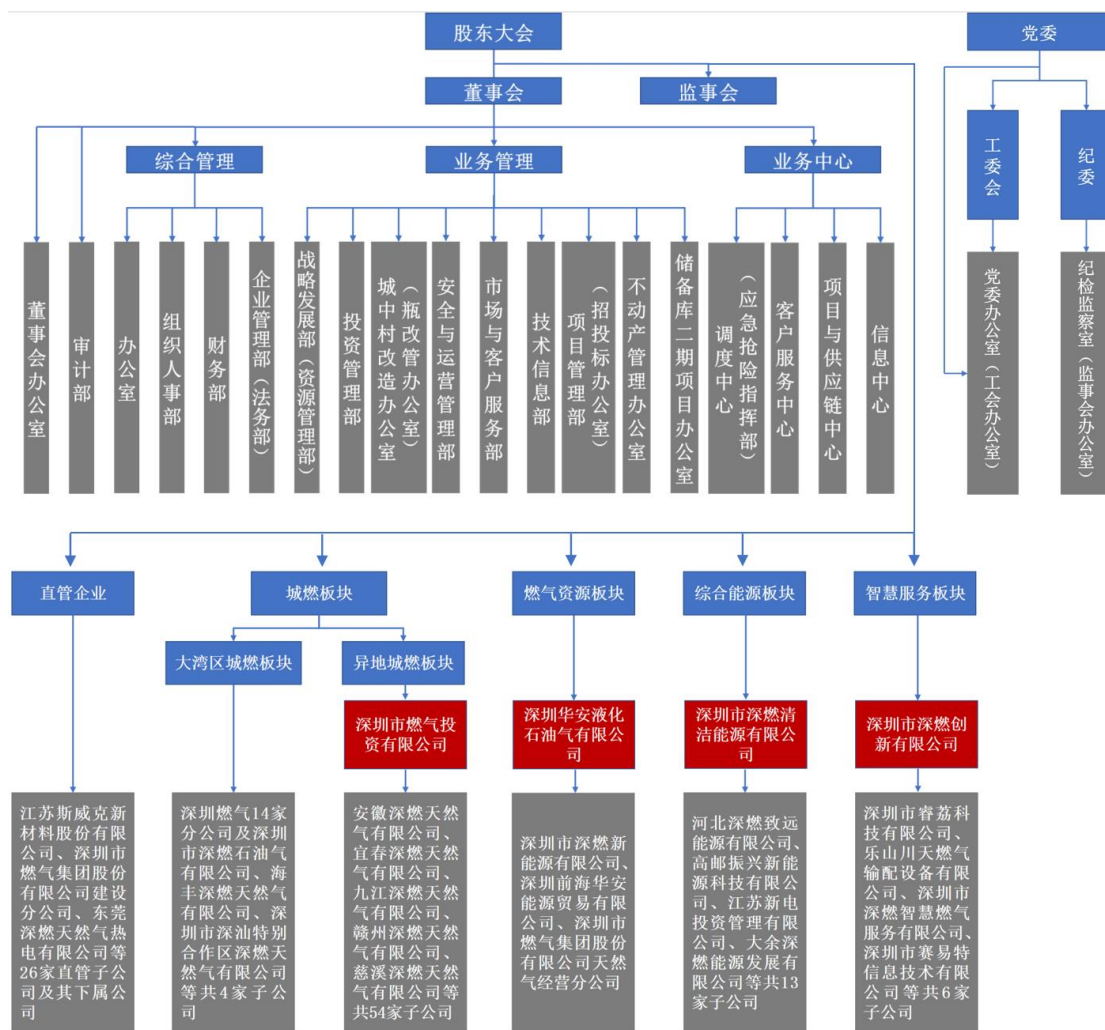 股东大会
党委
董事会
监事会
综合管理
业务管理
业务中心
工委会
纪委
董事会办公室
审计部
办公室
组织人事部
财务部
企业管理部（法务部）
战略发展部（资源管理部）
投资管理部
城中村改造办公室
（瓶改管办公室）
安全与运营管理部
市场与客户服务部
技术信息部
项目管理部
（招投标办公室）
不动产管理办公室
储备库二期项目办公室
调度中心
（应急抢险指挥部）
客户服务中心
项目与供应链中心
信息中心
党委办公室（工会办公室）
纪检监察室（监事会办公室）
直管企业
城燃板块
燃气资源板块
综合能源板块
智慧服务板块
大湾区城燃板块
异地城燃板块
深圳市燃气投
资有限公司
深圳华安液化
石油气有限公
司
深圳市深燃清
洁能源有限公
司
深圳市深燃创
新有限公司
江苏斯威克新
材料股份有限
公司、深圳市
燃气集团股份
有限公司建设
分公司、东莞
深燃天然气热
电有限公司等
26家直管子公
司及其下属公
司
深圳燃气14家
分公司及深圳
市深燃石油气
有限公司、海
丰深燃天然气
有限公司、深
圳市深汕特别
合作区深燃天
然气有限公司
等共4家子公
司
安徽深燃天然
气有限公司、
宜春深燃天然
气有限公司、
九江深燃天然
气有限公司、
赣州深燃天然
气有限公司、
慈溪深燃天然
气有限公司等
共54家子公司
深圳市深燃新
能源有限公司、
深圳前海华安
能源贸易有限
公司、深圳市
燃气集团股份
有限公司天然
气经营分公司
河北深燃致远
能源有限公司、
高邮振兴新能
源科技有限公
司、江苏新电
投资管理有限
公司、大余深
燃能源发展有
限公司等共13
家子公司
深圳市睿荔科
技有限公司、
乐山川天燃气
输配设备有限
公司、深圳市
深燃智慧燃气
服务有限公司、
深圳市赛易特
信息技术有限
公司等共6家
子公司